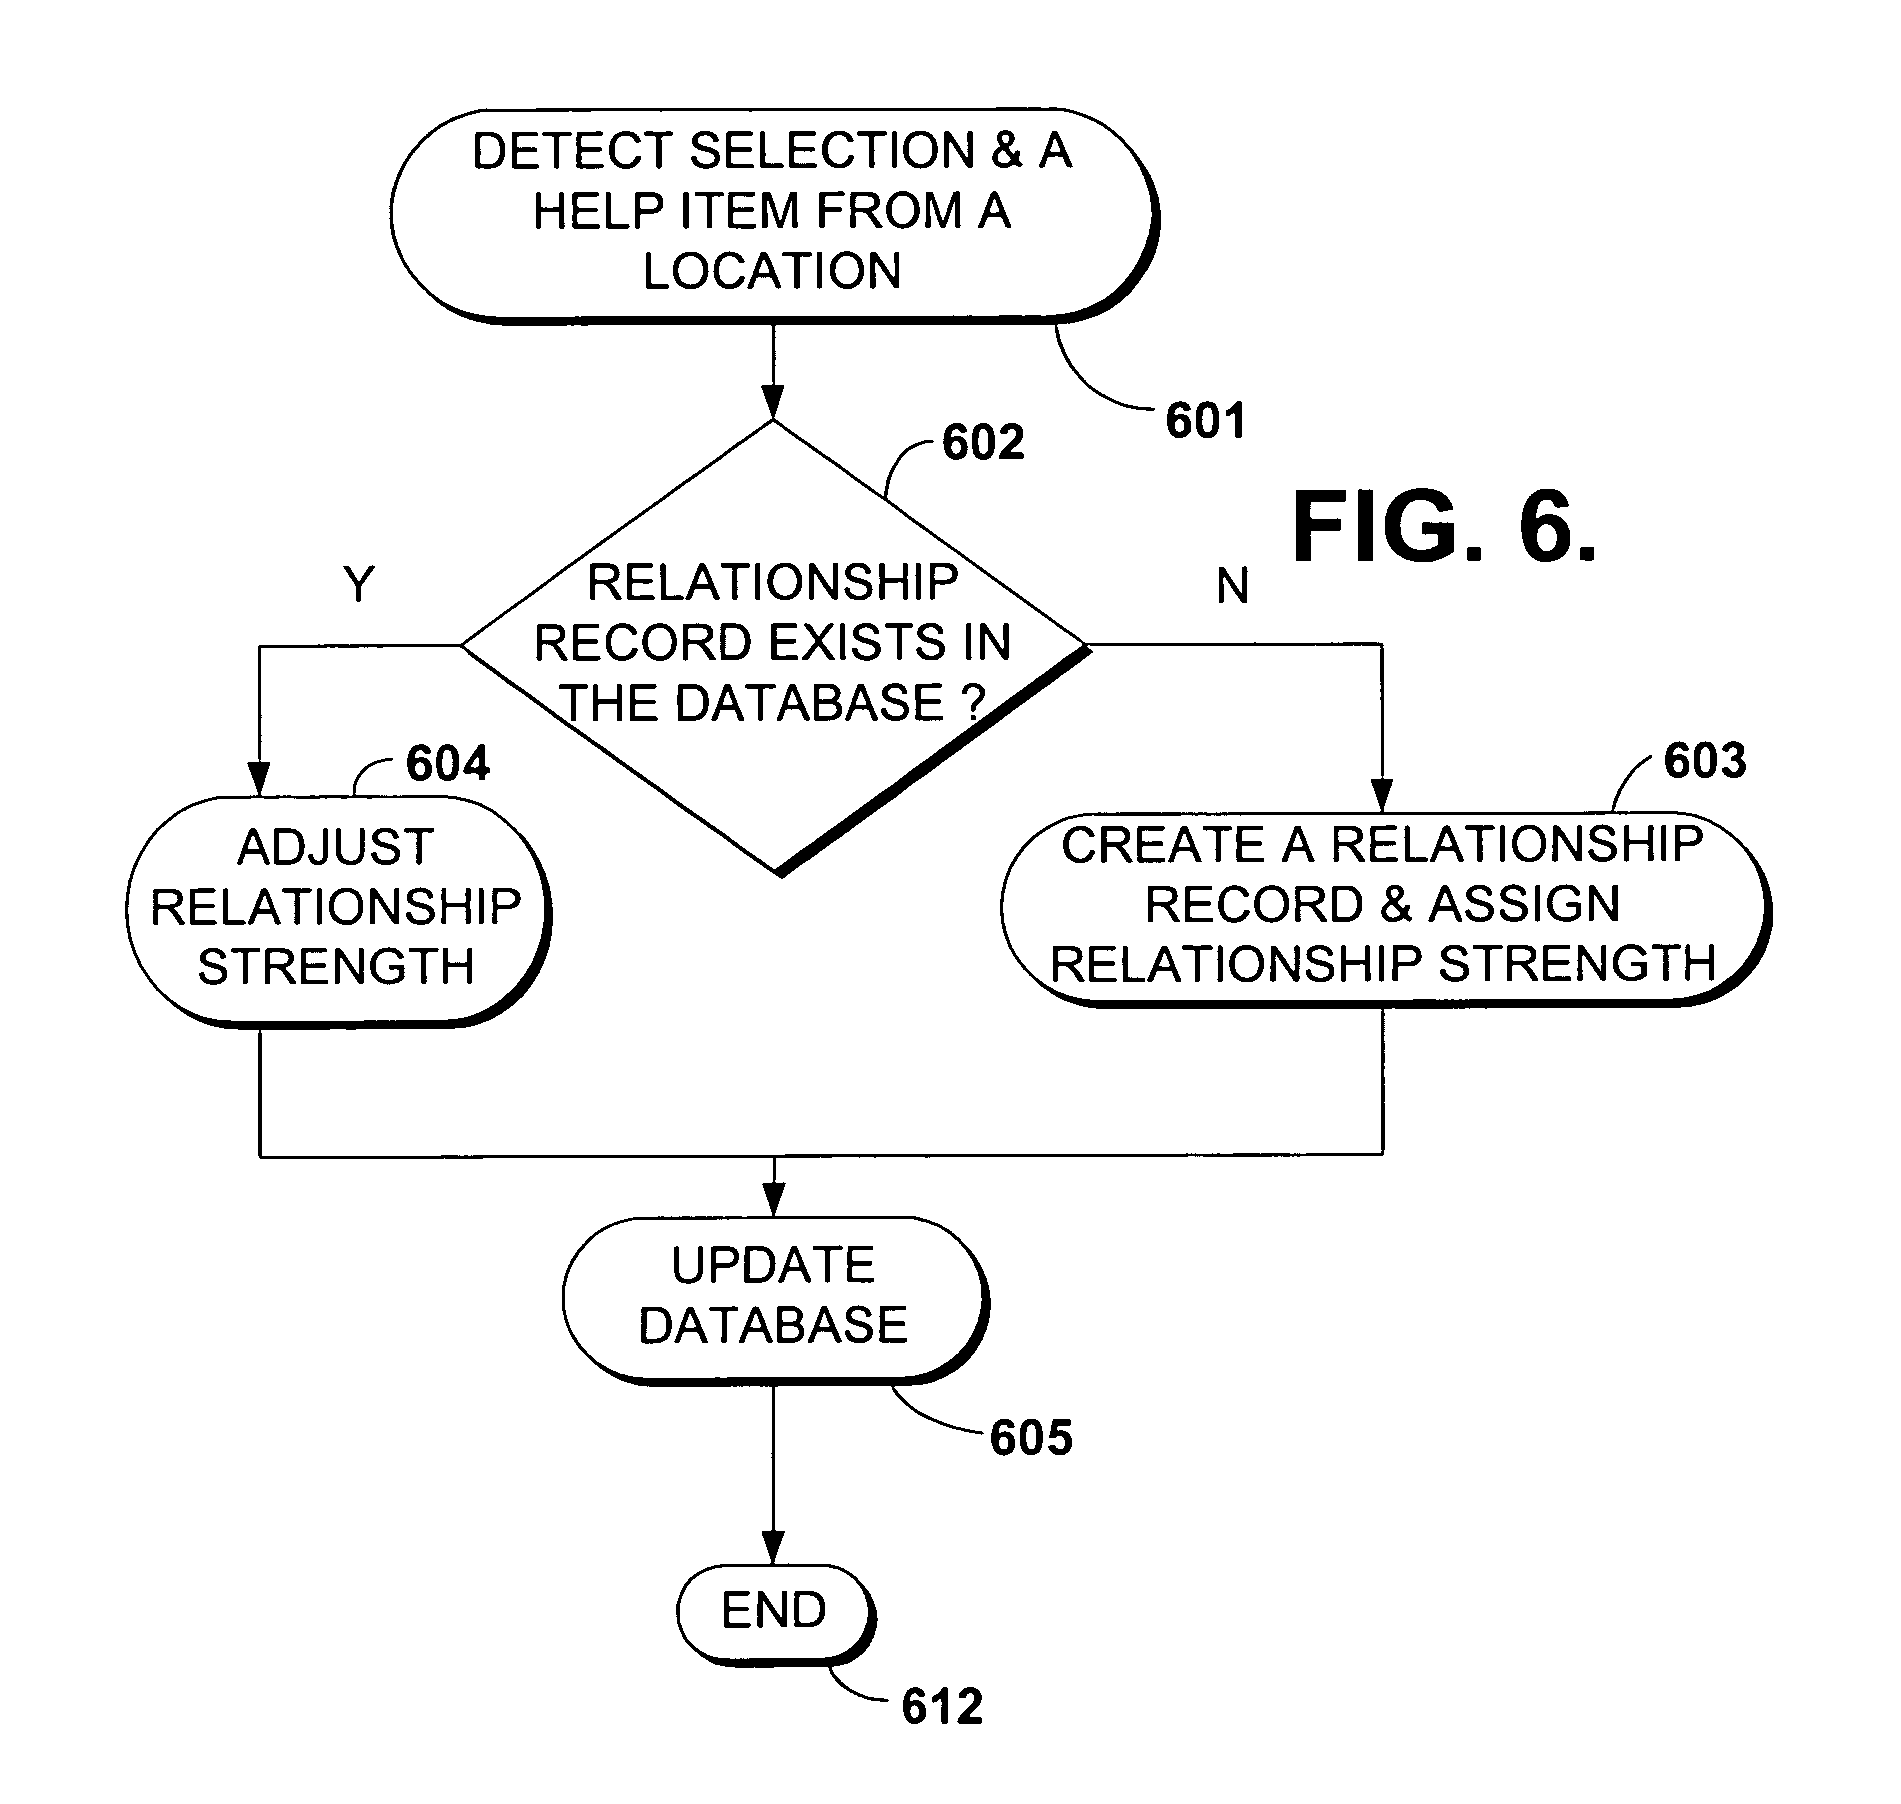 DETECT SELECTION & A
HELP ITEM FROM A
LOCATION
601
602
FIG. 6.
Y
N
RELATIONSHIP
RECORD EXISTS IN
THE DATABASE ?
604
603
ADJUST
RELATIONSHIP
STRENGTH
CREATE A RELATIONSHIP
RECORD & ASSIGN
RELATIONSHIP STRENGTH
UPDATE
DATABASE
605
END
612